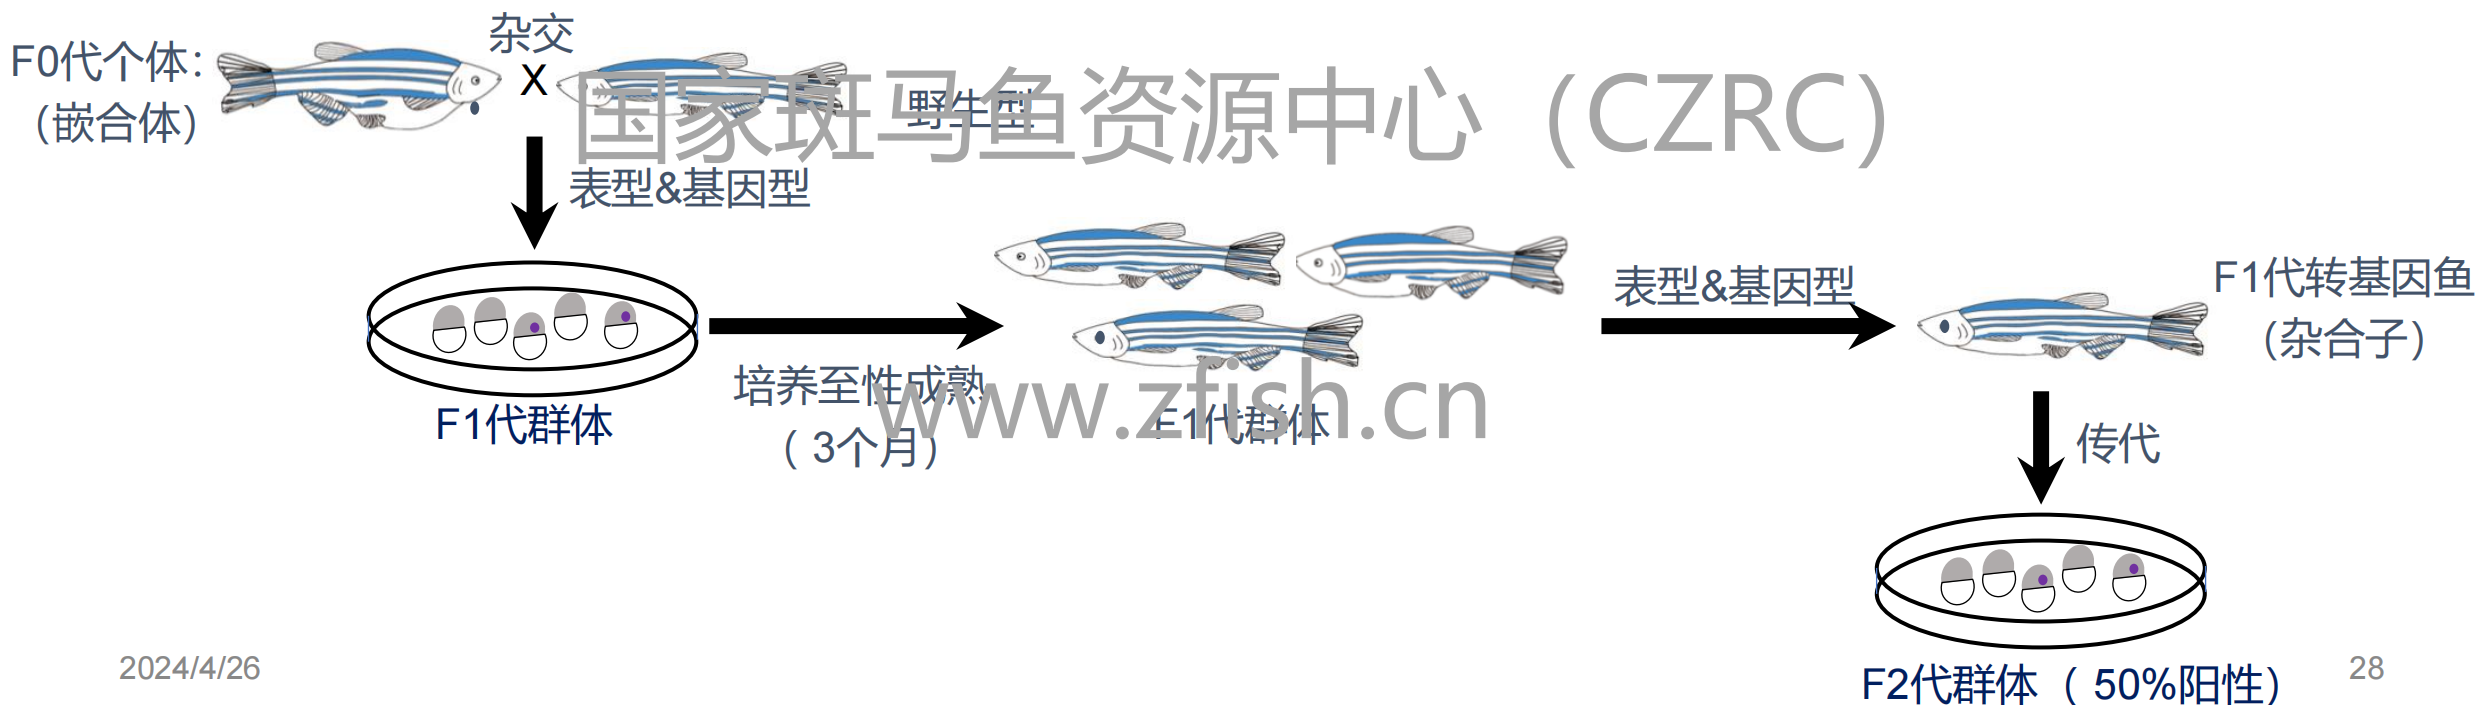 F0代个体：
（嵌合体）
杂交
X
野生型
国家斑马鱼资源中心（CZRC）
表型&基因型
F1代群体
培养至性成熟
（3个月）
F1代群体
www.zfish.cn
表型&基因型
F1代转基因鱼
（杂合子）
传代
F2代群体（50%阳性）
2024/4/26
28